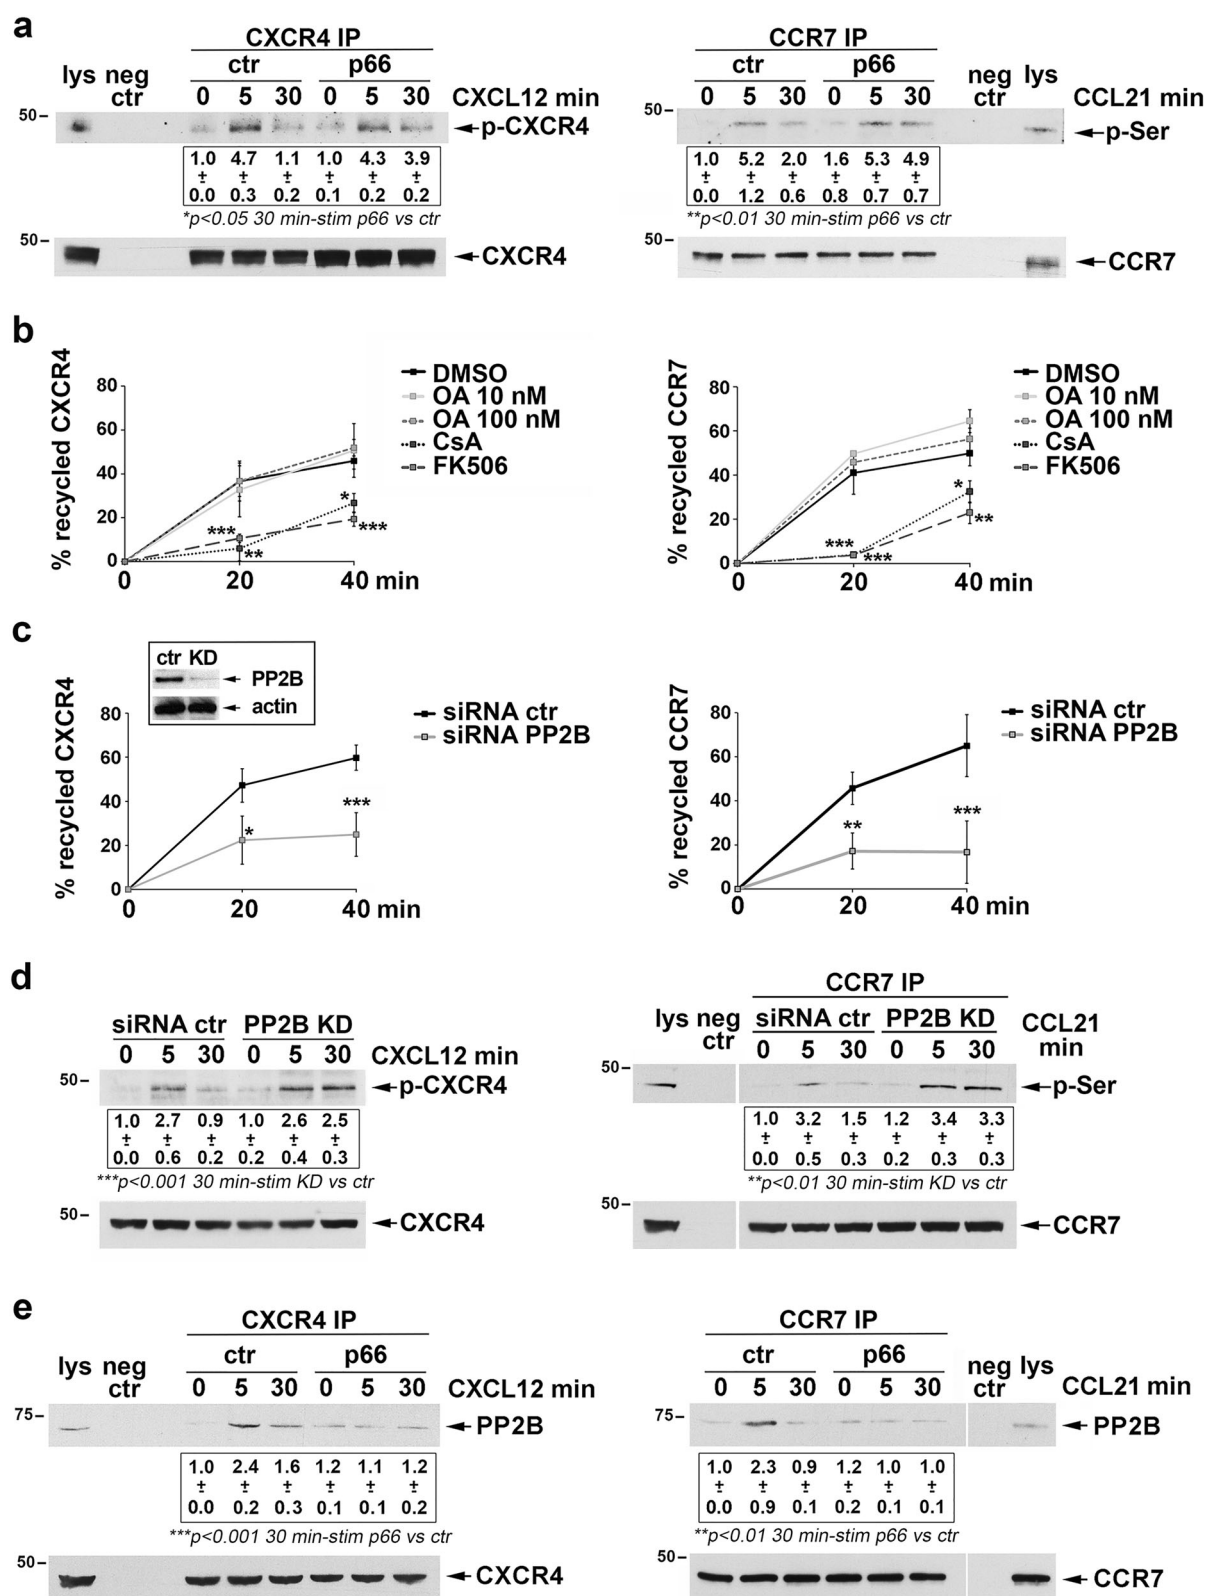 a
CXCR4 IP
ctr p66
lys neg ctr 0 5 30 0 5 30 CXCL12 min
50
p-CXCR4
1.0 4.7 1.1 1.0 4.3 3.9
± ± ± ± ± ±
0.0 0.3 0.2 0.1 0.2 0.2
*p<0.05 30 min-stim p66 vs ctr
50
CXCR4
CCR7 IP
ctr p66
0 5 30 0 5 30 neg ctr lys CCL21 min
50
p-Ser
1.0 5.2 2.0 1.6 5.3 4.9
± ± ± ± ± ±
0.0 1.2 0.6 0.8 0.7 0.7
**p<0.01 30 min-stim p66 vs ctr
50
CCR7
b
% recycled CXCR4
80
60
40
20
0
0 20 40 min
*** ** * ***
DMSO
OA 10 nM
OA 100 nM
CsA
FK506
% recycled CCR7
80
60
40
20
0
0 20 40 min
*** *** * **
DMSO
OA 10 nM
OA 100 nM
CsA
FK506
c
ctr KD
PP2B
actin
% recycled CXCR4
80
60
40
20
0
0 20 40 min
* ***
siRNA ctr
siRNA PP2B
% recycled CCR7
80
60
40
20
0
0 20 40 min
** ***
siRNA ctr
siRNA PP2B
d
siRNA ctr PP2B KD
0 5 30 0 5 30 CXCL12 min
50
p-CXCR4
1.0 2.7 0.9 1.0 2.6 2.5
± ± ± ± ± ±
0.0 0.6 0.2 0.2 0.4 0.3
***p<0.001 30 min-stim KD vs ctr
50
CXCR4
CCR7 IP
lys neg ctr siRNA ctr PP2B KD CCL21 min
0 5 30 0 5 30
50
p-Ser
1.0 3.2 1.5 1.2 3.4 3.3
± ± ± ± ± ±
0.0 0.5 0.3 0.2 0.3 0.3
**p<0.01 30 min-stim KD vs ctr
50
CCR7
e
CXCR4 IP
ctr p66
lys neg ctr 0 5 30 0 5 30 CXCL12 min
75
PP2B
1.0 2.4 1.6 1.2 1.1 1.2
± ± ± ± ± ±
0.0 0.2 0.3 0.1 0.1 0.2
***p<0.001 30 min-stim p66 vs ctr
50
CXCR4
CCR7 IP
ctr p66
0 5 30 0 5 30 neg ctr lys CCL21 min
75
PP2B
1.0 2.3 0.9 1.2 1.0 1.0
± ± ± ± ± ±
0.0 0.9 0.1 0.2 0.1 0.1
**p<0.01 30 min-stim p66 vs ctr
50
CCR7